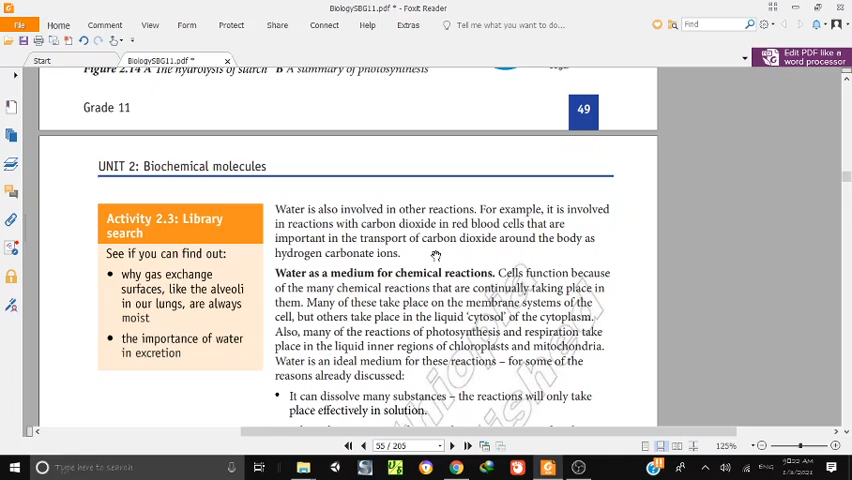 BiologySBG11.pdf * - Foxit Reader
File Home Comment View Form Protect Share Connect Help Extras Tell me what you want to do... Find
Start BiologySBG11.pdf *
Edit PDF like a word processor
Figure 2.14 A The hydrolysis of starch B A summary of photosynthesis
Grade 11
49
UNIT 2: Biochemical molecules
Activity 2.3: Library
search
See if you can find out:
• why gas exchange
surfaces, like the alveoli
in our lungs, are always
moist
• the importance of water
in excretion
Water is also involved in other reactions. For example, it is involved
in reactions with carbon dioxide in red blood cells that are
important in the transport of carbon dioxide around the body as
hydrogen carbonate ions.
Water as a medium for chemical reactions. Cells function because
of the many chemical reactions that are continually taking place in
them. Many of these take place on the membrane systems of the
cell, but others take place in the liquid 'cytosol' of the cytoplasm.
Also, many of the reactions of photosynthesis and respiration take
place in the liquid inner regions of chloroplasts and mitochondria.
Water is an ideal medium for these reactions – for some of the
reasons already discussed:
• It can dissolve many substances – the reactions will only take
place effectively in solution.
55 / 205
125%
Type here to search
ENG